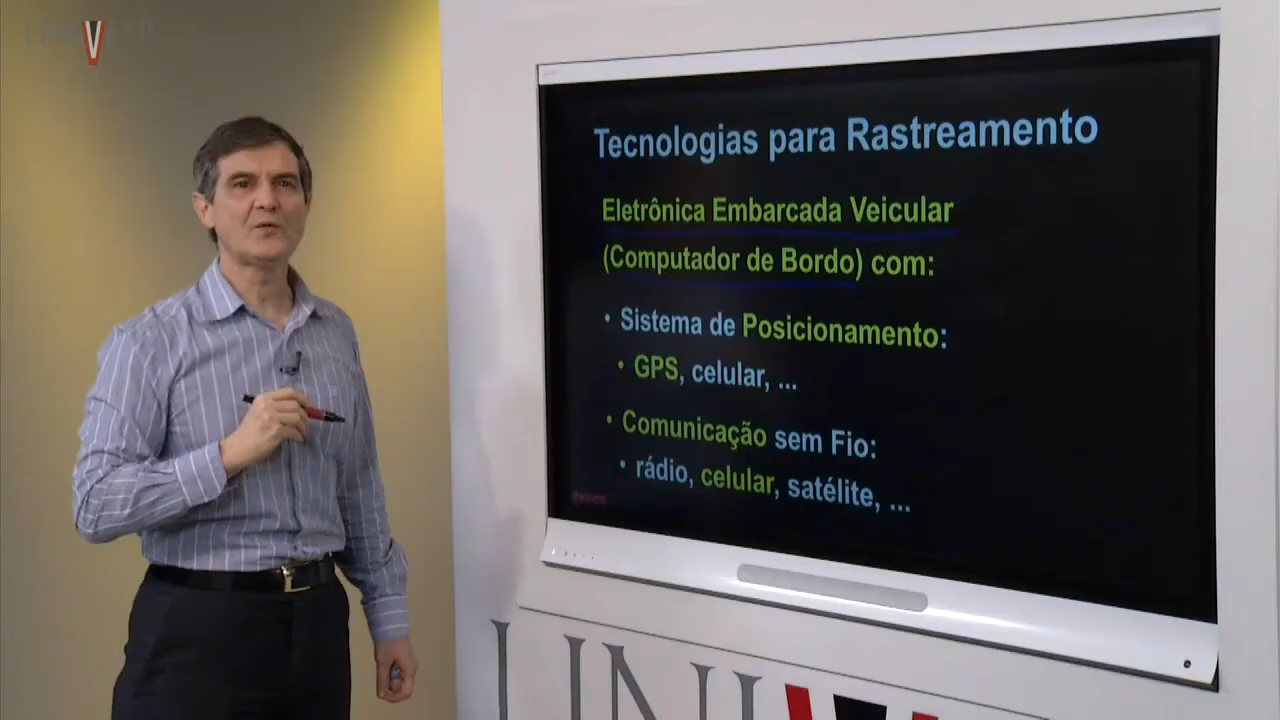 Tecnologias para Rastreamento
Eletrônica Embarcada Veicular
(Computador de Bordo) com:
• Sistema de Posicionamento:
• GPS, celular, ...
• Comunicação sem Fio:
• rádio, celular, satélite, ...
UNIV